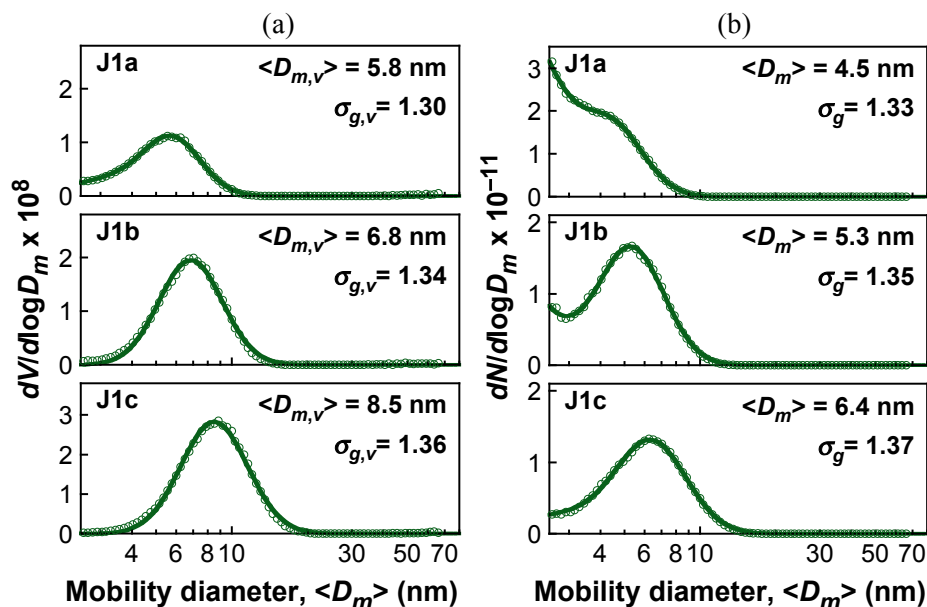 (a)
dV/dlogD_m x 10^8
J1a
<D_m,v> = 5.8 nm
σ_g,v= 1.30
2
1
0
J1b
<D_m,v> = 6.8 nm
σ_g,v= 1.34
2
1
0
J1c
<D_m,v> = 8.5 nm
σ_g,v= 1.36
3
2
1
0
4 6 8 10 30 50 70
Mobility diameter, <D_m> (nm)
(b)
dN/dlogD_m x 10^-11
J1a
<D_m> = 4.5 nm
σ_g= 1.33
3
2
1
0
J1b
<D_m> = 5.3 nm
σ_g= 1.35
2
1
0
J1c
<D_m> = 6.4 nm
σ_g= 1.37
2
1
0
4 6 8 10 30 50 70
Mobility diameter, <D_m> (nm)